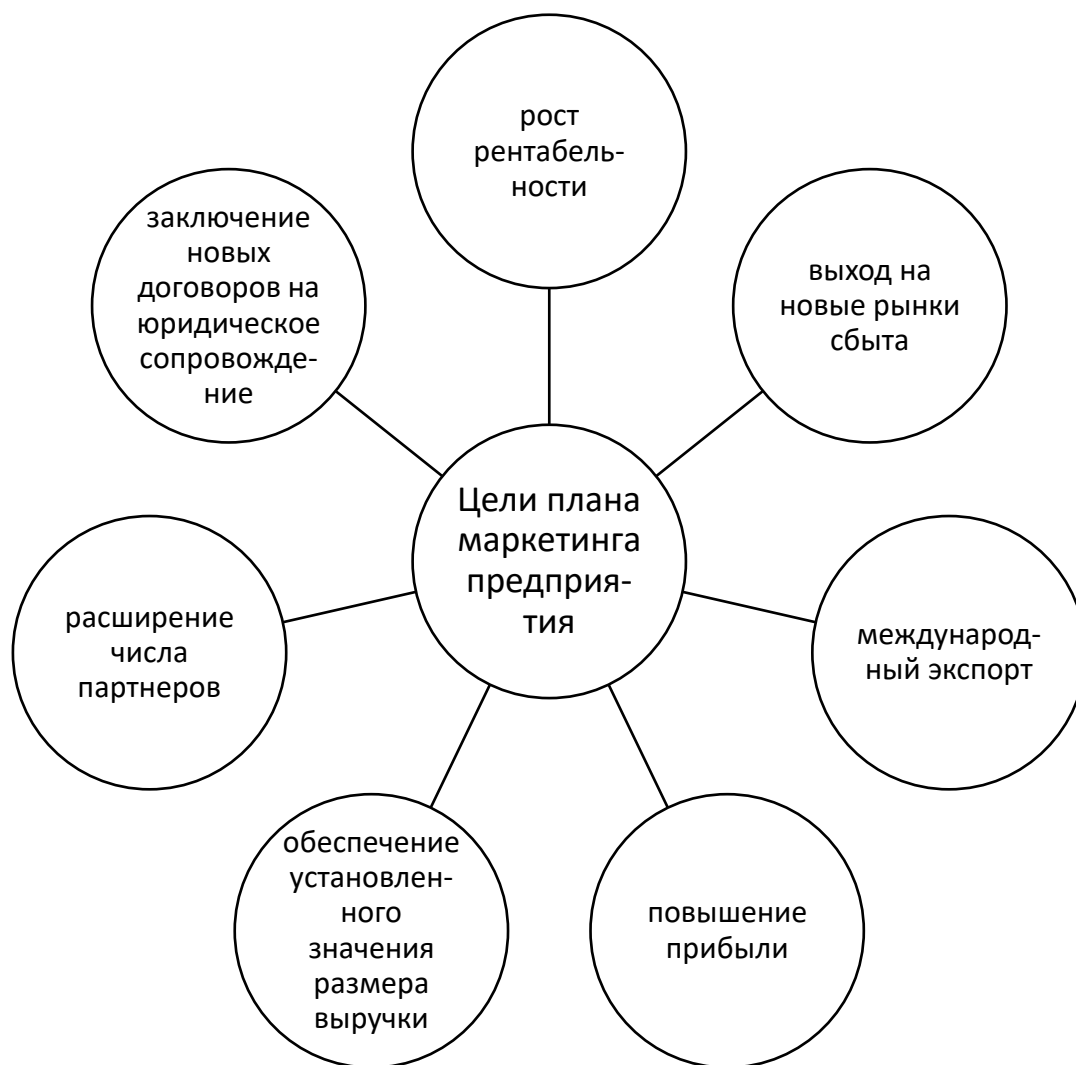 рост
рентабель-
ности
заключение
новых
договоров на
юридическое
сопровожде-
ние
выход на
новые рынки
сбыта
Цели плана
маркетинга
предприя-
тия
расширение
числа
партнеров
международ-
ный экспорт
обеспечение
установлен-
ного
значения
размера
выручки
повышение
прибыли